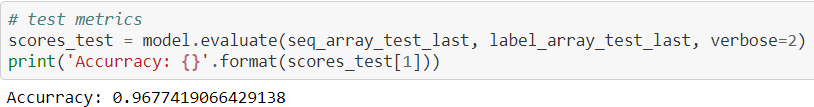 # test metrics
scores_test = model.evaluate(seq_array_test_last, label_array_test_last, verbose=2)
print('Accurracy: {}'.format(scores_test[1]))
Accurracy: 0.9677419066429138